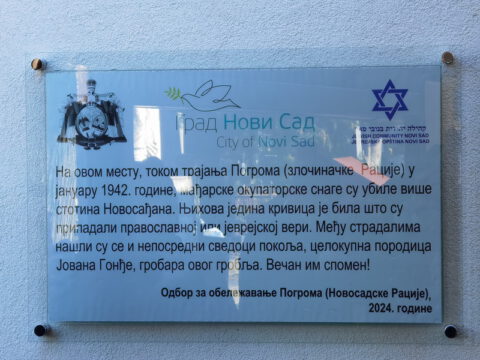 Град Нови Сад
City of Novi Sad
JEWISH COMMUNITY NOVI SAD
JEVREJSKA OPŠTINA NOVI SAD
На овом месту, током трајања Погрома (злочиначке Рације) у
јануару 1942. године, мађарске окупаторске снаге су убиле више
стотина Новосађана. Њихова једина кривица је била што су
припадали православној или јеврејској вери. Међу страдалима
нашли су се и непосредни сведоци покоља, целокупна породица
Јована Гонђе, гробара овог гробља. Вечан им спомен!
Одбор за обележавање Погрома (Новосадске Рације),
2024. године